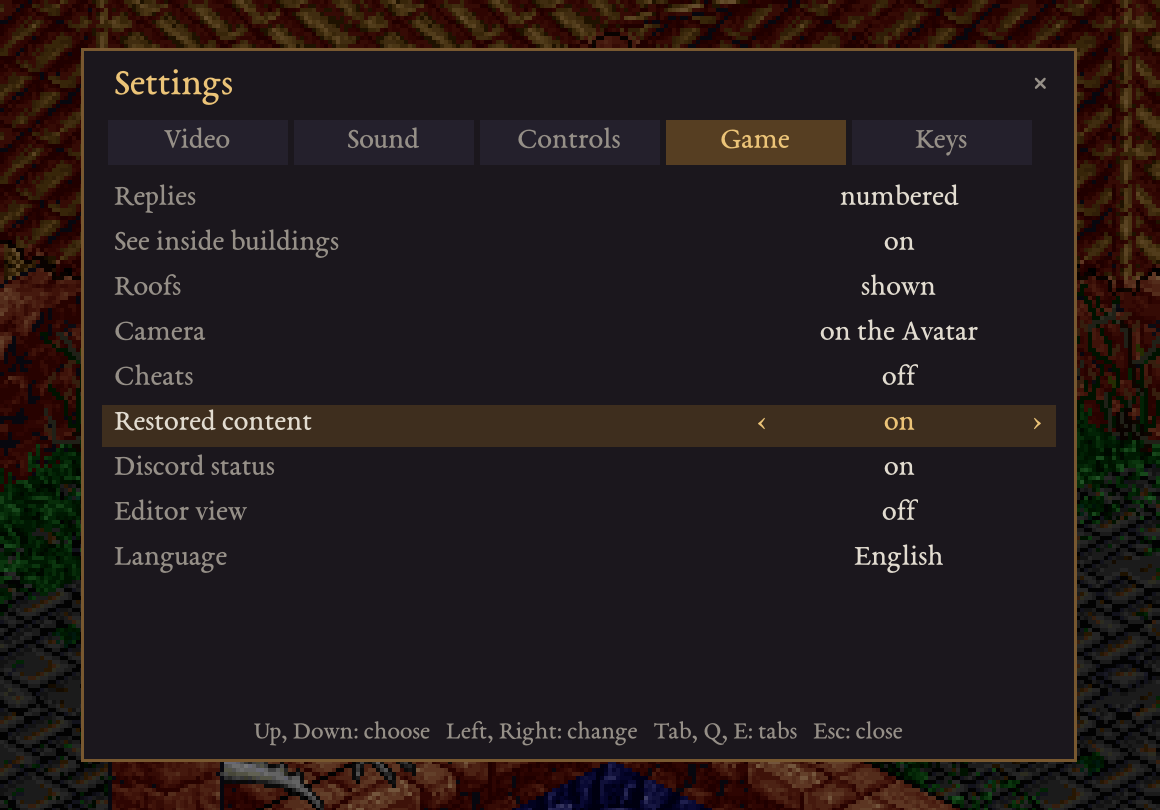 Settings ×
Video Sound Controls Game Keys
Replies numbered
See inside buildings on
Roofs shown
Camera on the Avatar
Cheats off
Restored content ‹ on ›
Discord status on
Editor view off
Language English
Up, Down: choose Left, Right: change Tab, Q, E: tabs Esc: close